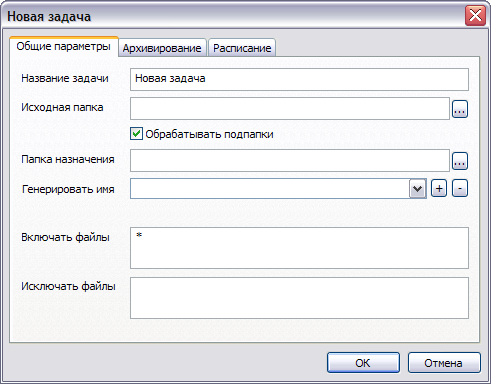 Новая задача
Общие параметры Архивирование Расписание
Название задачи Новая задача
Исходная папка ...
Обрабатывать подпапки
Папка назначения ...
Генерировать имя + -
Включать файлы *
Исключать файлы
OK Отмена